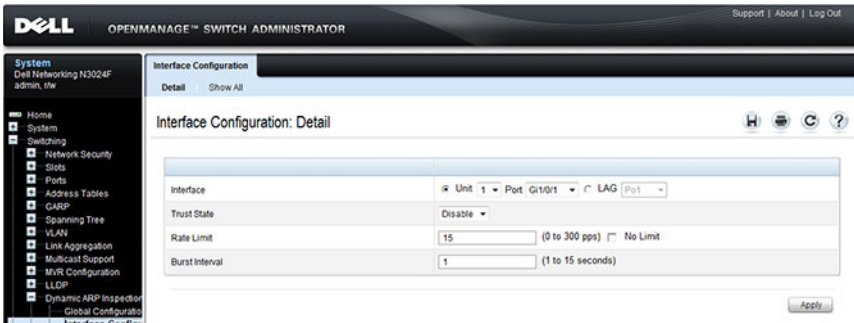 Support | About | Log Out
DELL OPENMANAGE™ SWITCH ADMINISTRATOR
System
Dell Networking N3024F
admin, r/w
Home
System
Switching
Network Security
Slots
Ports
Address Tables
GARP
Spanning Tree
VLAN
Link Aggregation
Multicast Support
MVR Configuration
LLDP
Dynamic ARP Inspection
Global Configuratio
Interface Config
Interface Configuration
Detail Show All
Interface Configuration: Detail
Interface Unit 1 Port Gi1/0/1 LAG Po1
Trust State Disable
Rate Limit 15 (0 to 300 pps) No Limit
Burst Interval 1 (1 to 15 seconds)
Apply